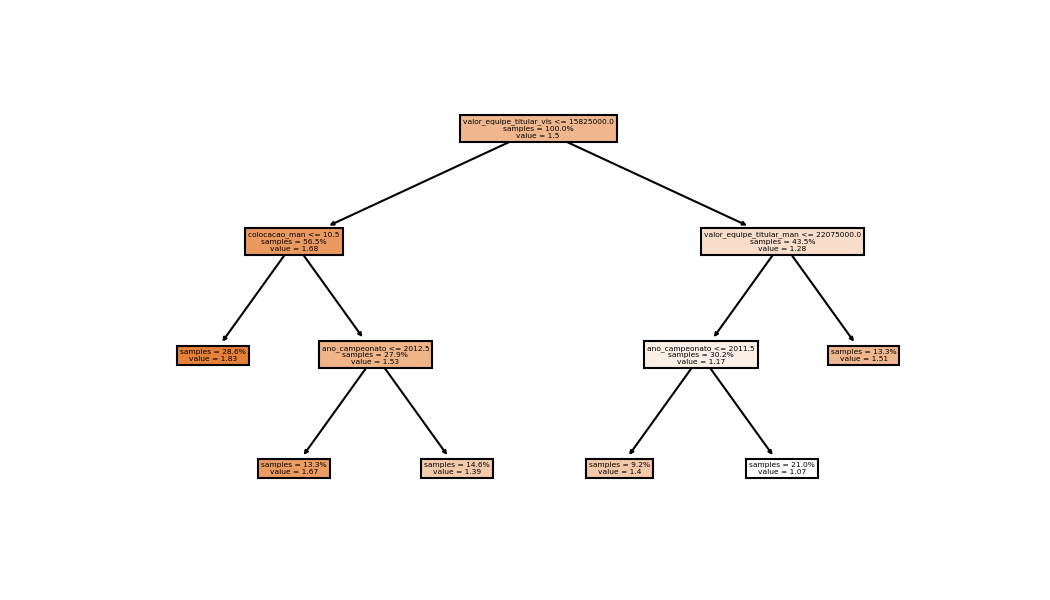 valor_equipe_titular_vis <= 15825000.0
samples = 100.0%
value = 1.5
colocacao_man <= 10.5
samples = 56.5%
value = 1.68
valor_equipe_titular_man <= 22075000.0
samples = 43.5%
value = 1.28
samples = 28.6%
value = 1.83
ano_campeonato <= 2012.5
samples = 27.9%
value = 1.53
ano_campeonato <= 2011.5
samples = 30.2%
value = 1.17
samples = 13.3%
value = 1.51
samples = 13.3%
value = 1.67
samples = 14.6%
value = 1.39
samples = 9.2%
value = 1.4
samples = 21.0%
value = 1.07